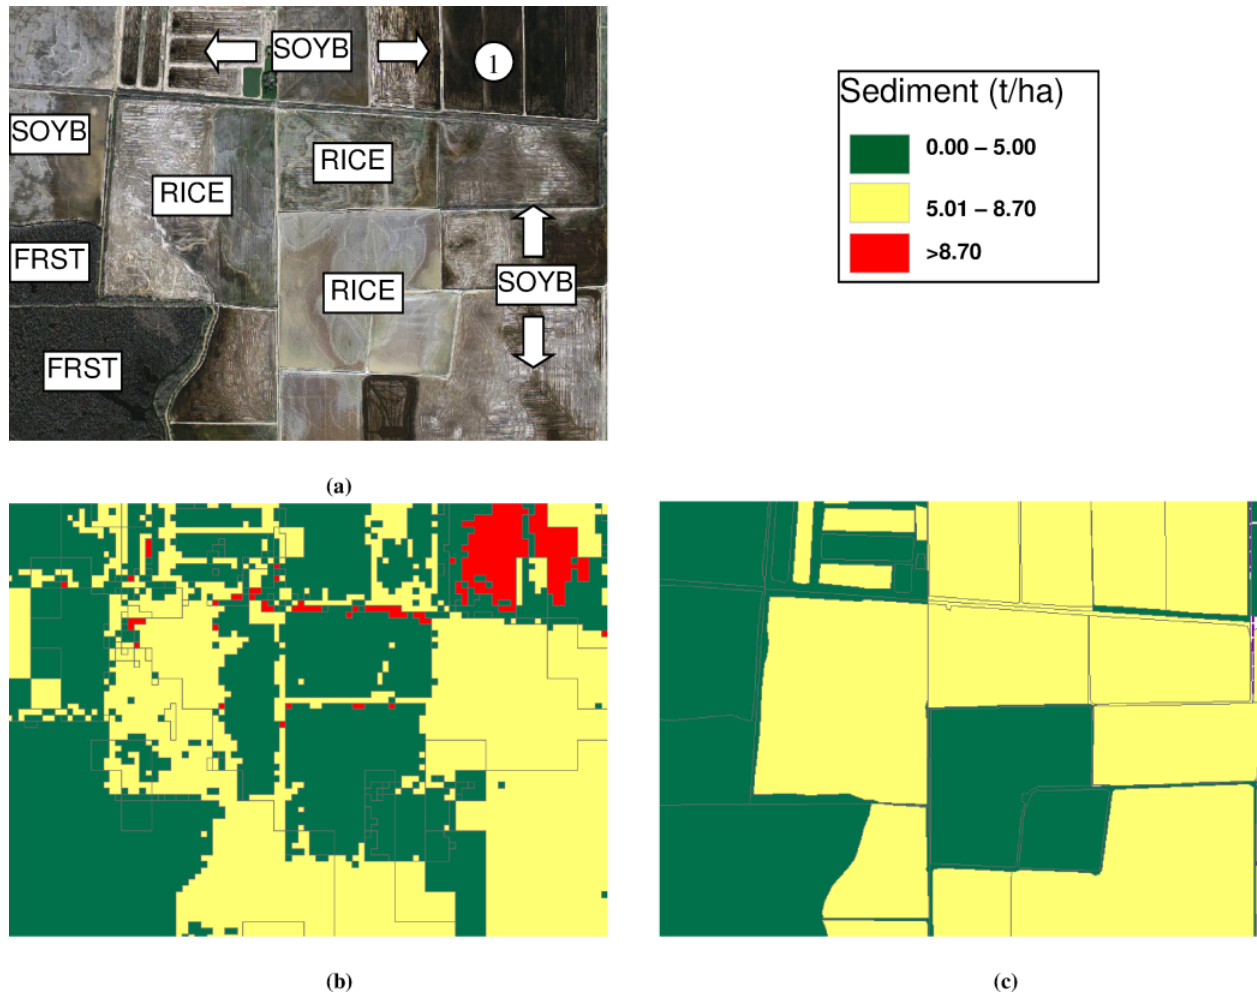 SOYB
1
SOYB
RICE
RICE
FRST
RICE
SOYB
FRST
(a)
Sediment (t/ha)
0.00 – 5.00
5.01 – 8.70
>8.70
(b)
(c)